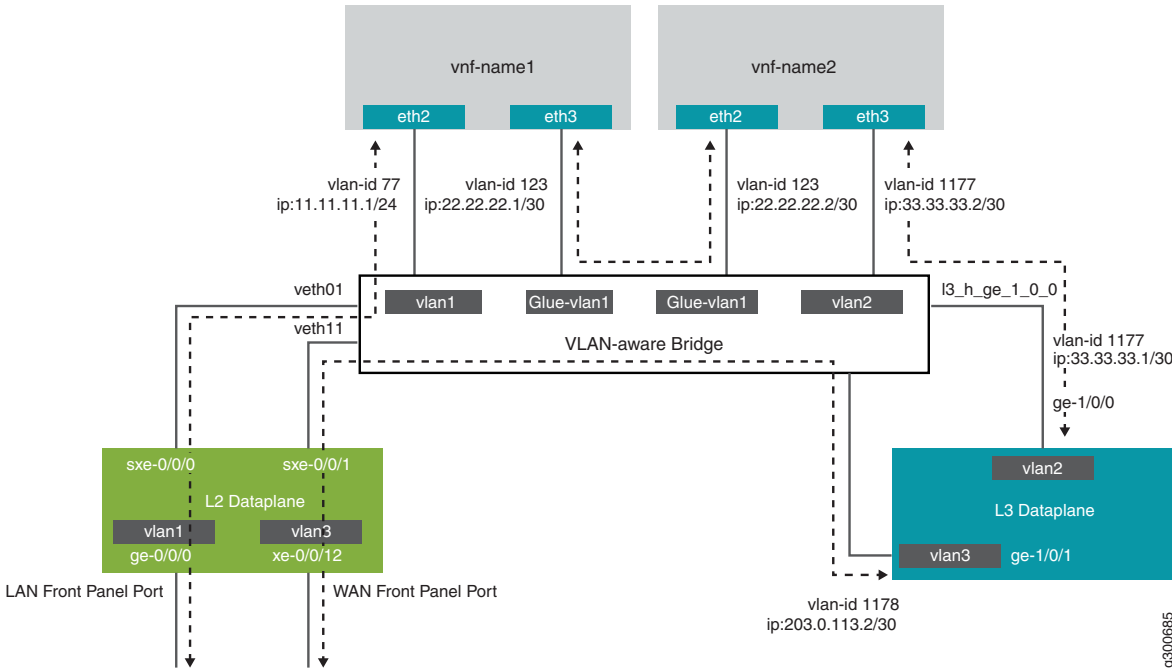 vnf-name1
vnf-name2
eth2
eth3
eth2
eth3
vlan-id 77
ip:11.11.11.1/24
vlan-id 123
ip:22.22.22.1/30
vlan-id 123
ip:22.22.22.2/30
vlan-id 1177
ip:33.33.33.2/30
veth01
vlan1
Glue-vlan1
Glue-vlan1
vlan2
l3_h_ge_1_0_0
veth11
VLAN-aware Bridge
vlan-id 1177
ip:33.33.33.1/30
ge-1/0/0
sxe-0/0/0
sxe-0/0/1
L2 Dataplane
vlan1
vlan3
ge-0/0/0
xe-0/0/12
vlan2
L3 Dataplane
vlan3
ge-1/0/1
LAN Front Panel Port
WAN Front Panel Port
vlan-id 1178
ip:203.0.113.2/30
g300685